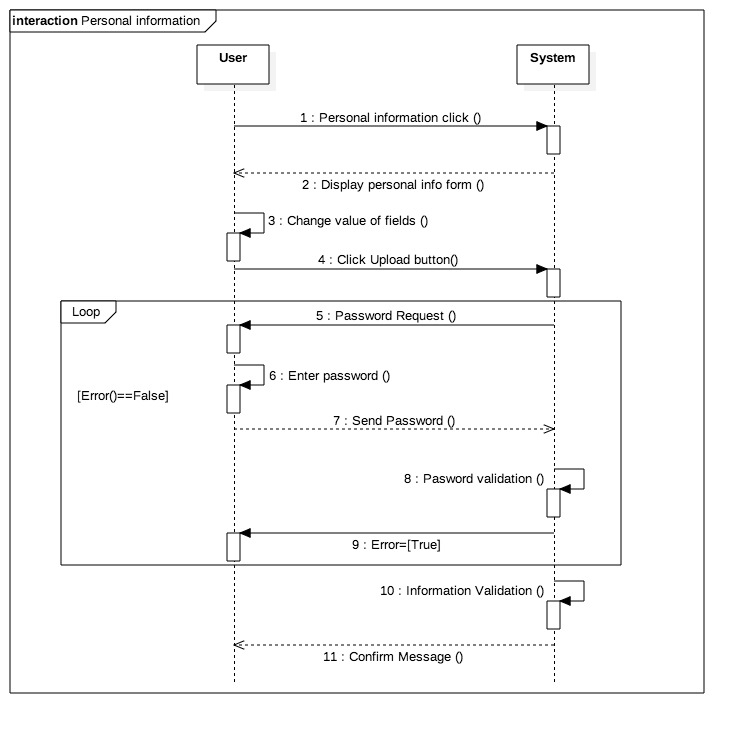 interaction Personal information
User
System
1 : Personal information click ()
2 : Display personal info form ()
3 : Change value of fields ()
4 : Click Upload button()
Loop
5 : Password Request ()
6 : Enter password ()
[Error()==False]
7 : Send Password ()
8 : Pasword validation ()
9 : Error=[True]
10 : Information Validation ()
11 : Confirm Message ()